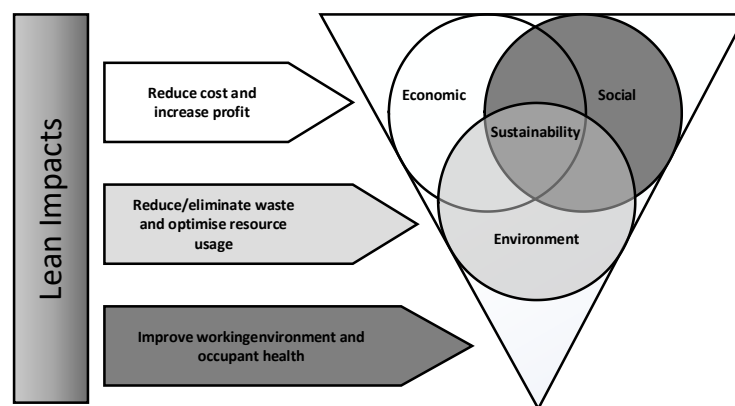 Lean Impacts
Reduce cost and
increase profit
Reduce/eliminate waste
and optimise resource
usage
Improve workingenvironment and
occupant health
Economic
Social
Sustainability
Environment